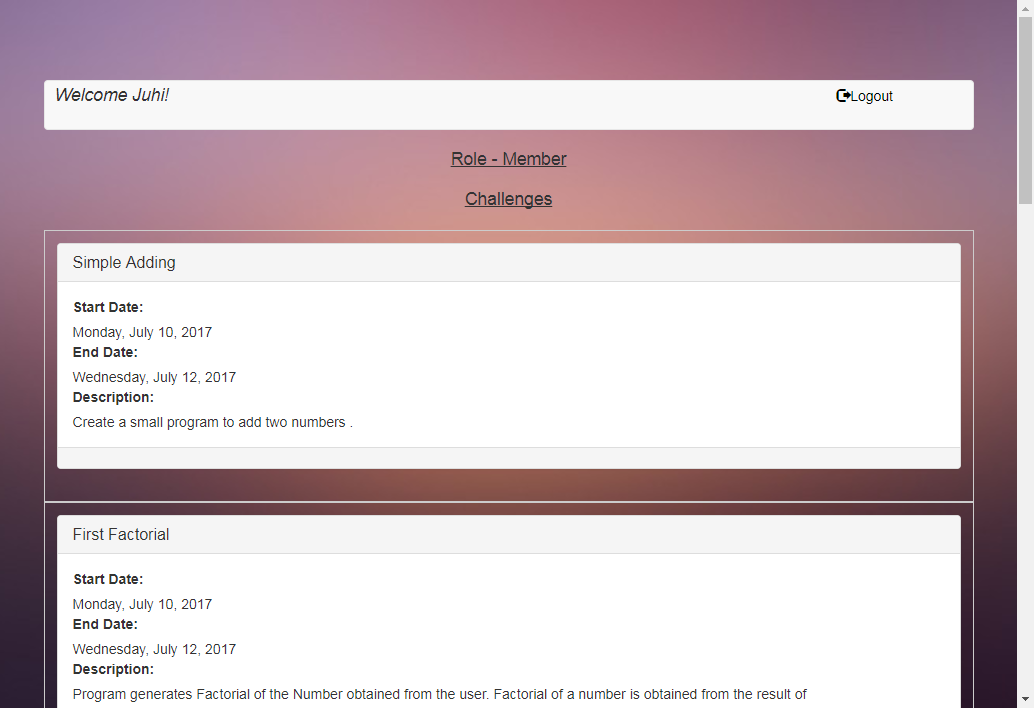 Welcome Juhi!
Logout
Role - Member
Challenges
Simple Adding
Start Date:
Monday, July 10, 2017
End Date:
Wednesday, July 12, 2017
Description:
Create a small program to add two numbers .
First Factorial
Start Date:
Monday, July 10, 2017
End Date:
Wednesday, July 12, 2017
Description:
Program generates Factorial of the Number obtained from the user. Factorial of a number is obtained from the result of